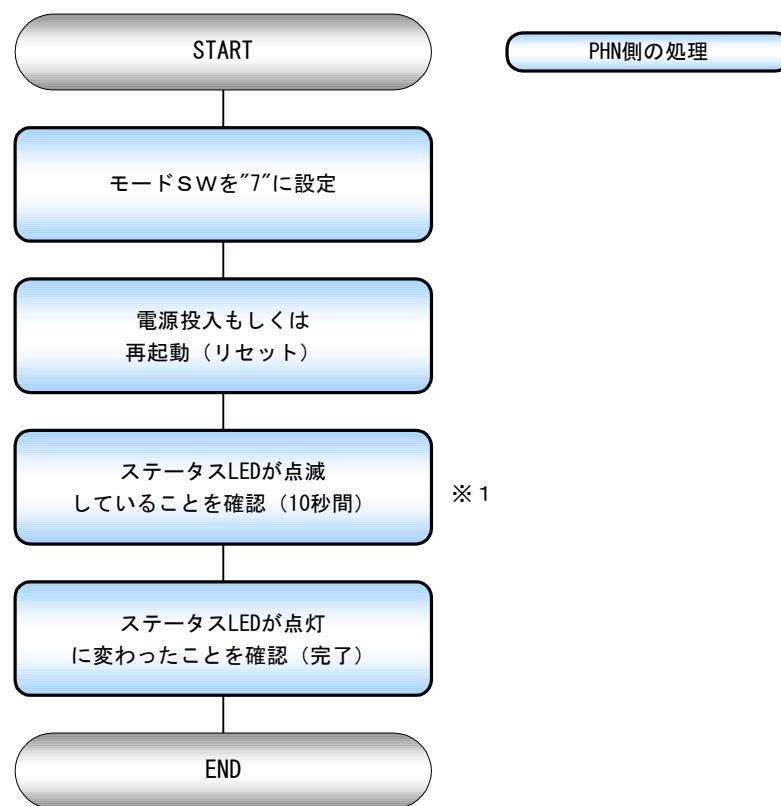 START
PHN側の処理
モードＳＷを"7"に設定
電源投入もしくは
再起動（リセット）
ステータスLEDが点滅
していることを確認（10秒間）
※１
ステータスLEDが点灯
に変わったことを確認（完了）
END